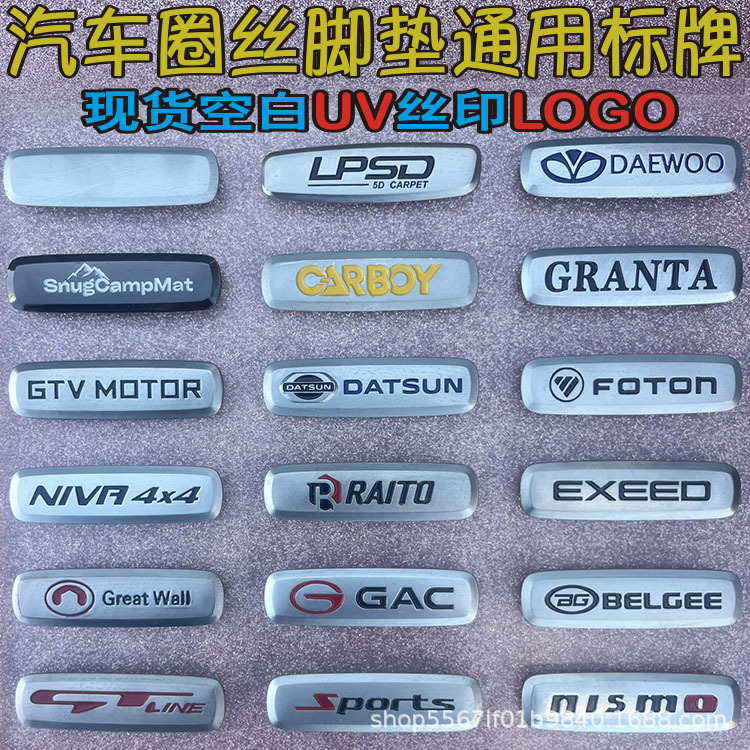 汽车圈丝脚垫通用标牌
现货空白UV丝印LOGO
LPSD
5D CARPET
DAEWOO
SnugCampMat
CARBOY
GRANTA
GTV MOTOR
DATSUN DATSUN
FOTON
NIVA 4x4
R RAITO
EXEED
Great Wall
G GAC
BG BELGEE
GT LINE
Sports
nismo
shop5567lf01b9840.1688.com